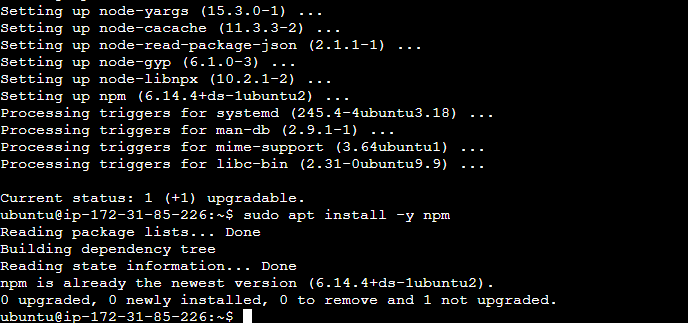 Setting up node-yargs (15.3.0-1) ...
Setting up node-cacache (11.3.3-2) ...
Setting up node-read-package-json (2.1.1-1) ...
Setting up node-gyp (6.1.0-3) ...
Setting up node-libnpx (10.2.1-2) ...
Setting up npm (6.14.4+ds-1ubuntu2) ...
Processing triggers for systemd (245.4-4ubuntu3.18) ...
Processing triggers for man-db (2.9.1-1) ...
Processing triggers for mime-support (3.64ubuntu1) ...
Processing triggers for libc-bin (2.31-0ubuntu9.9) ...
Current status: 1 (+1) upgradable.
ubuntu@ip-172-31-85-226:~$ sudo apt install -y npm
Reading package lists... Done
Building dependency tree
Reading state information... Done
npm is already the newest version (6.14.4+ds-1ubuntu2).
0 upgraded, 0 newly installed, 0 to remove and 1 not upgraded.
ubuntu@ip-172-31-85-226:~$